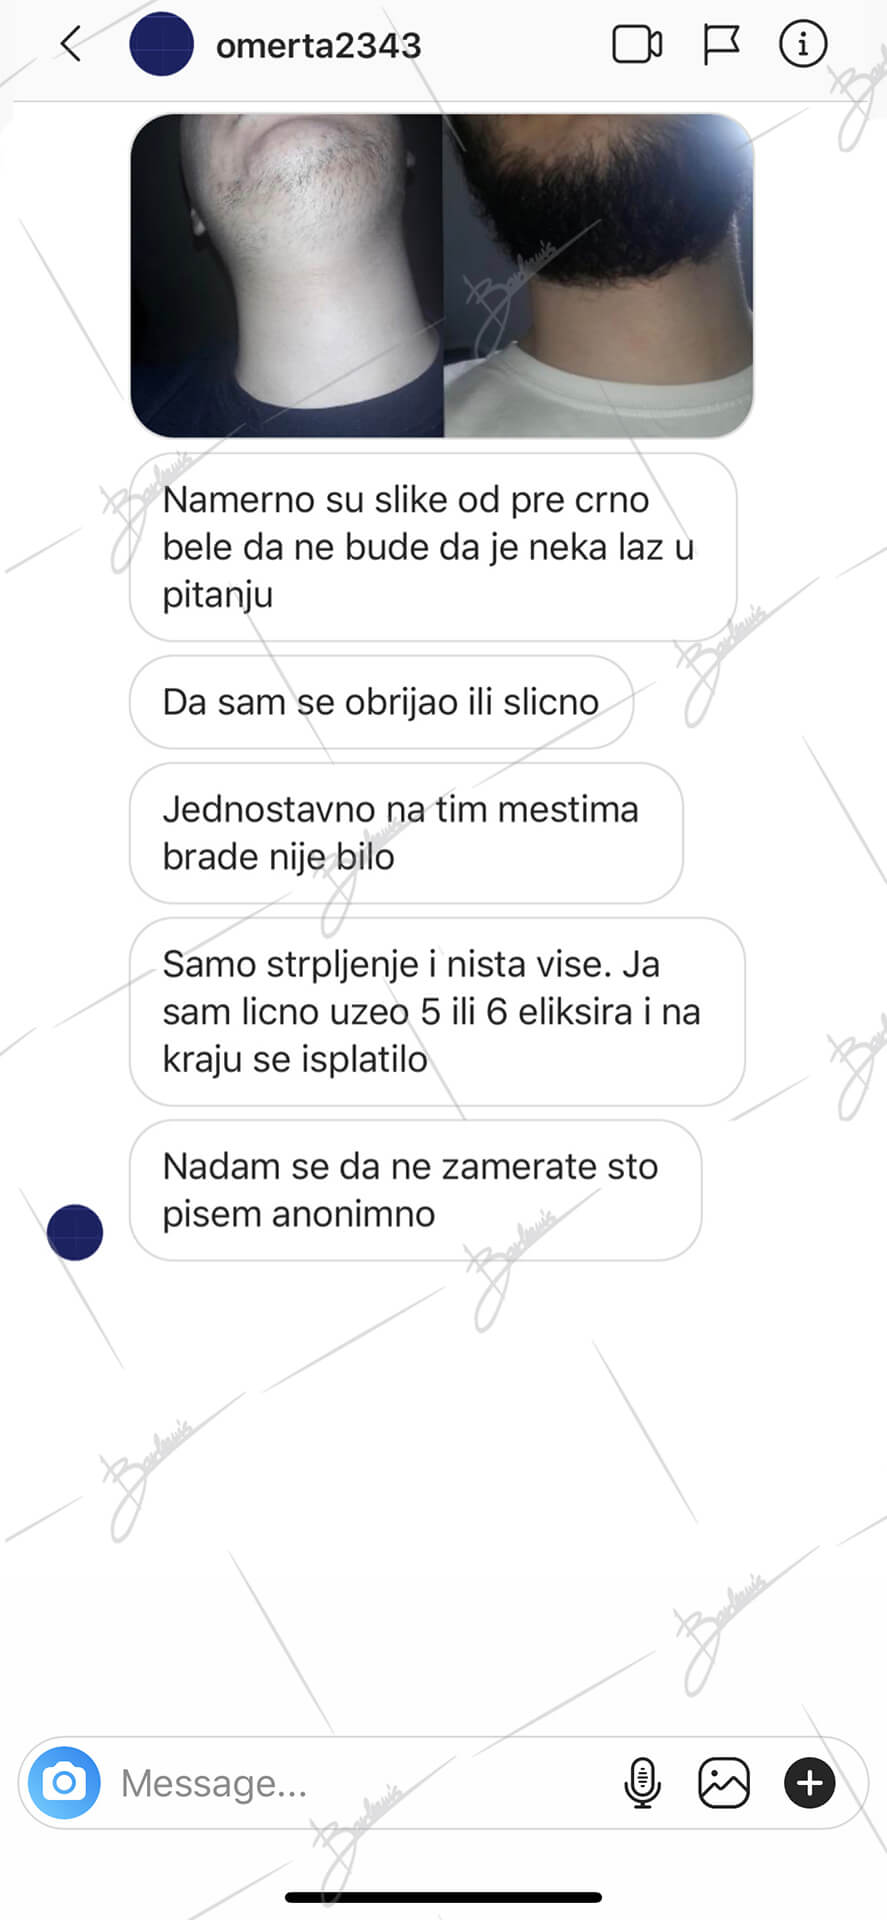 omerta2343
Namerno su slike od pre crno
bele da ne bude da je neka laz u
pitanju
Da sam se obrijao ili slicno
Jednostavno na tim mestima
brade nije bilo
Samo strpljenje i nista vise. Ja
sam licno uzeo 5 ili 6 eliksira i na
kraju se isplatilo
Nadam se da ne zamerate sto
pisem anonimno
Message...